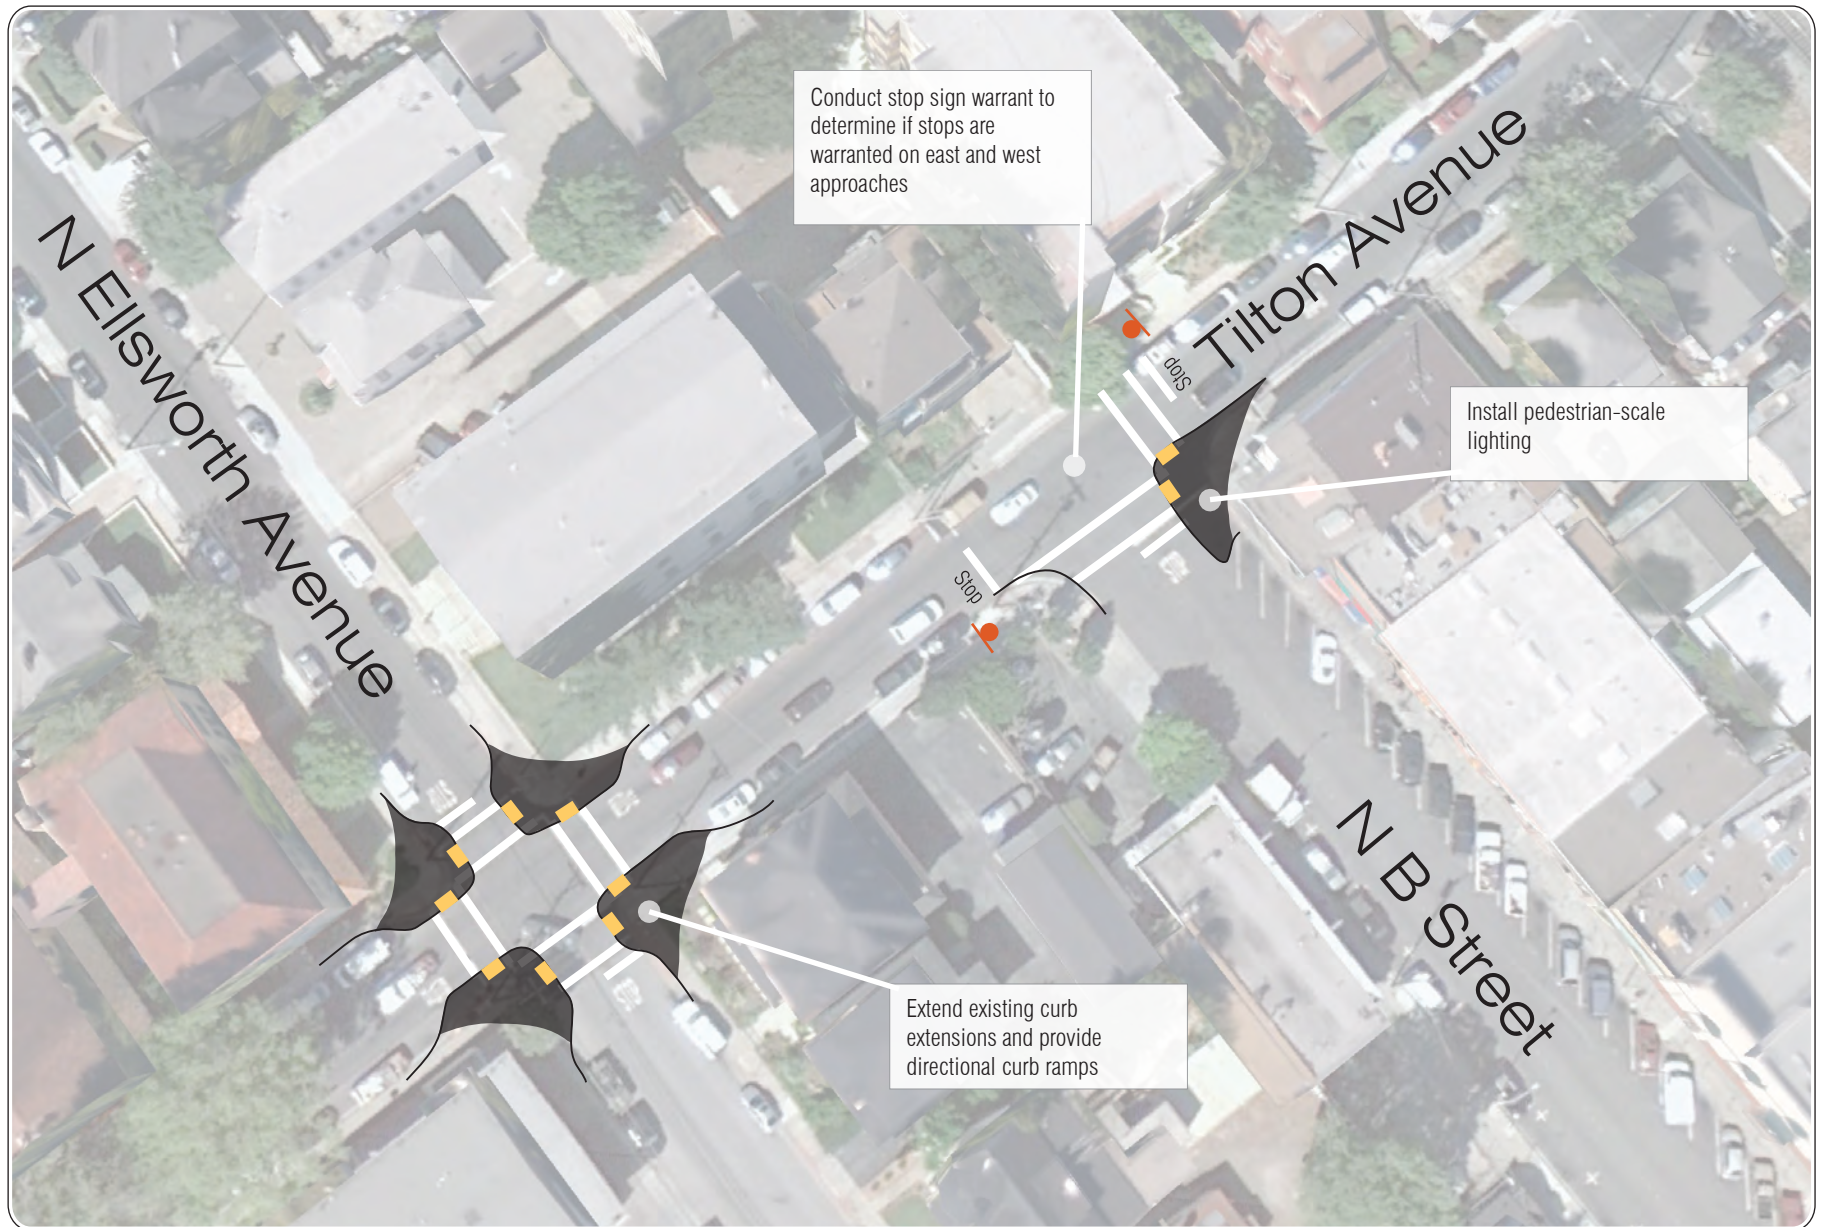 Conduct stop sign warrant to
determine if stops are
warranted on east and west
approaches
Tilton Avenue
N Ellsworth Avenue
Stop
Install pedestrian-scale
lighting
Stop
N B Street
Extend existing curb
extensions and provide
directional curb ramps